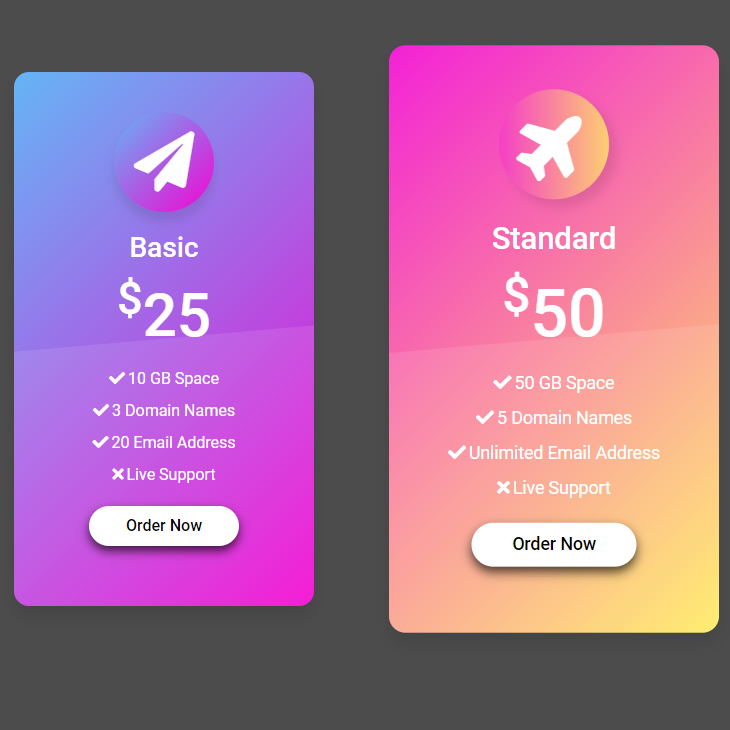 Basic
$25
10 GB Space
3 Domain Names
20 Email Address
Live Support
Order Now
Standard
$50
50 GB Space
5 Domain Names
Unlimited Email Address
Live Support
Order Now